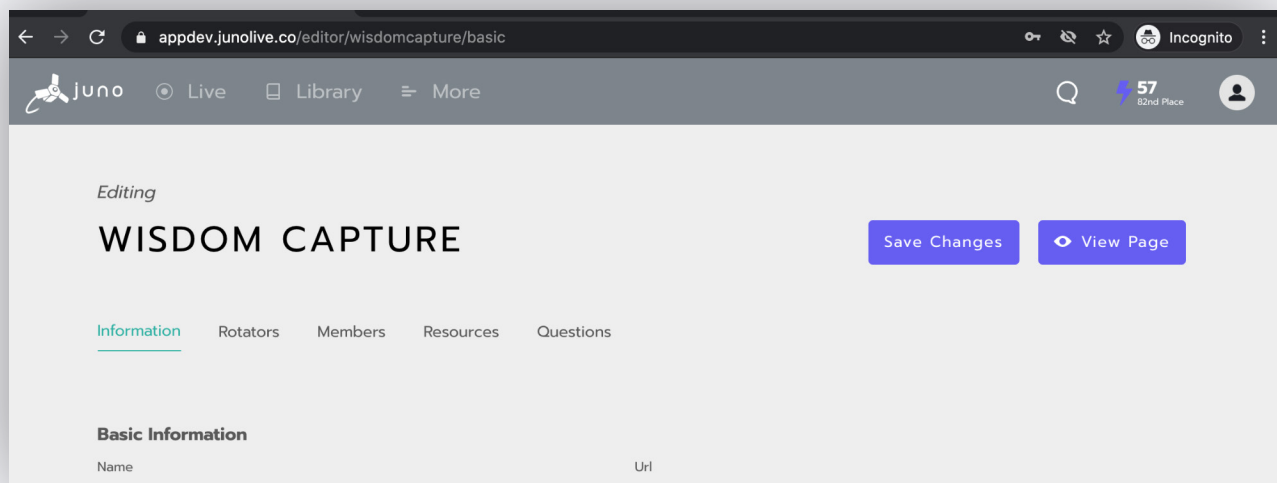 appdev.junolive.co/editor/wisdomcapture/basic Incognito
juno Live Library More 57
82nd Place
Editing
WISDOM CAPTURE Save Changes View Page
Information Rotators Members Resources Questions
Basic Information
Name Url